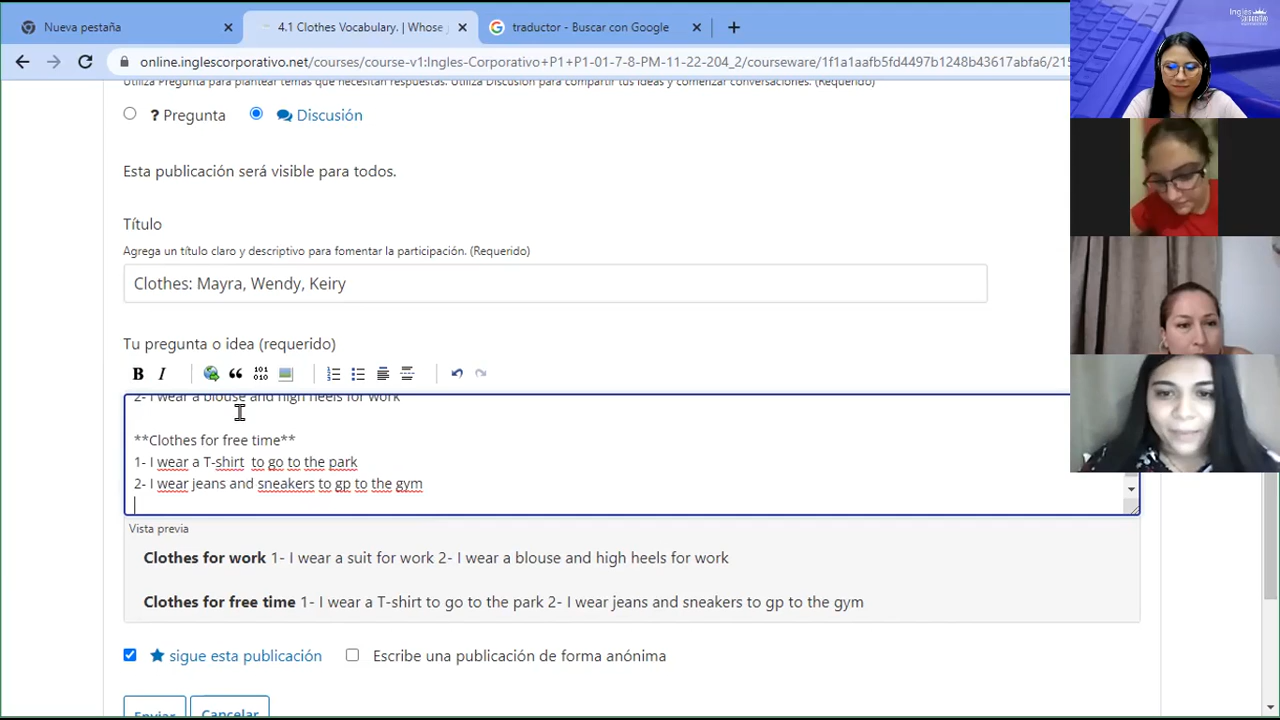 Nueva pestaña
4.1 Clothes Vocabulary. | Whose
traductor - Buscar con Google
online.inglescorporativo.net/courses/course-v1:Ingles-Corporativo+P1+P1-01-7-8-PM-11-22-204_2/courseware/1f1a1aafb5fd4497b1248b43617abfa6/215
Utiliza Pregunta para plantear temas que necesitan respuestas. Utiliza Discusión para compartir tus ideas y comenzar conversaciones. (Requerido)
? Pregunta
Discusión
Esta publicación será visible para todos.
Título
Agrega un título claro y descriptivo para fomentar la participación. (Requerido)
Clothes: Mayra, Wendy, Keiry
Tu pregunta o idea (requerido)
B I
2- I wear a blouse and high heels for work
**Clothes for free time**
1- I wear a T-shirt  to go to the park
2- I wear jeans and sneakers to gp to the gym
Vista previa
Clothes for work 1- I wear a suit for work 2- I wear a blouse and high heels for work
Clothes for free time 1- I wear a T-shirt to go to the park 2- I wear jeans and sneakers to gp to the gym
sigue esta publicación
Escribe una publicación de forma anónima
Enviar
Cancelar